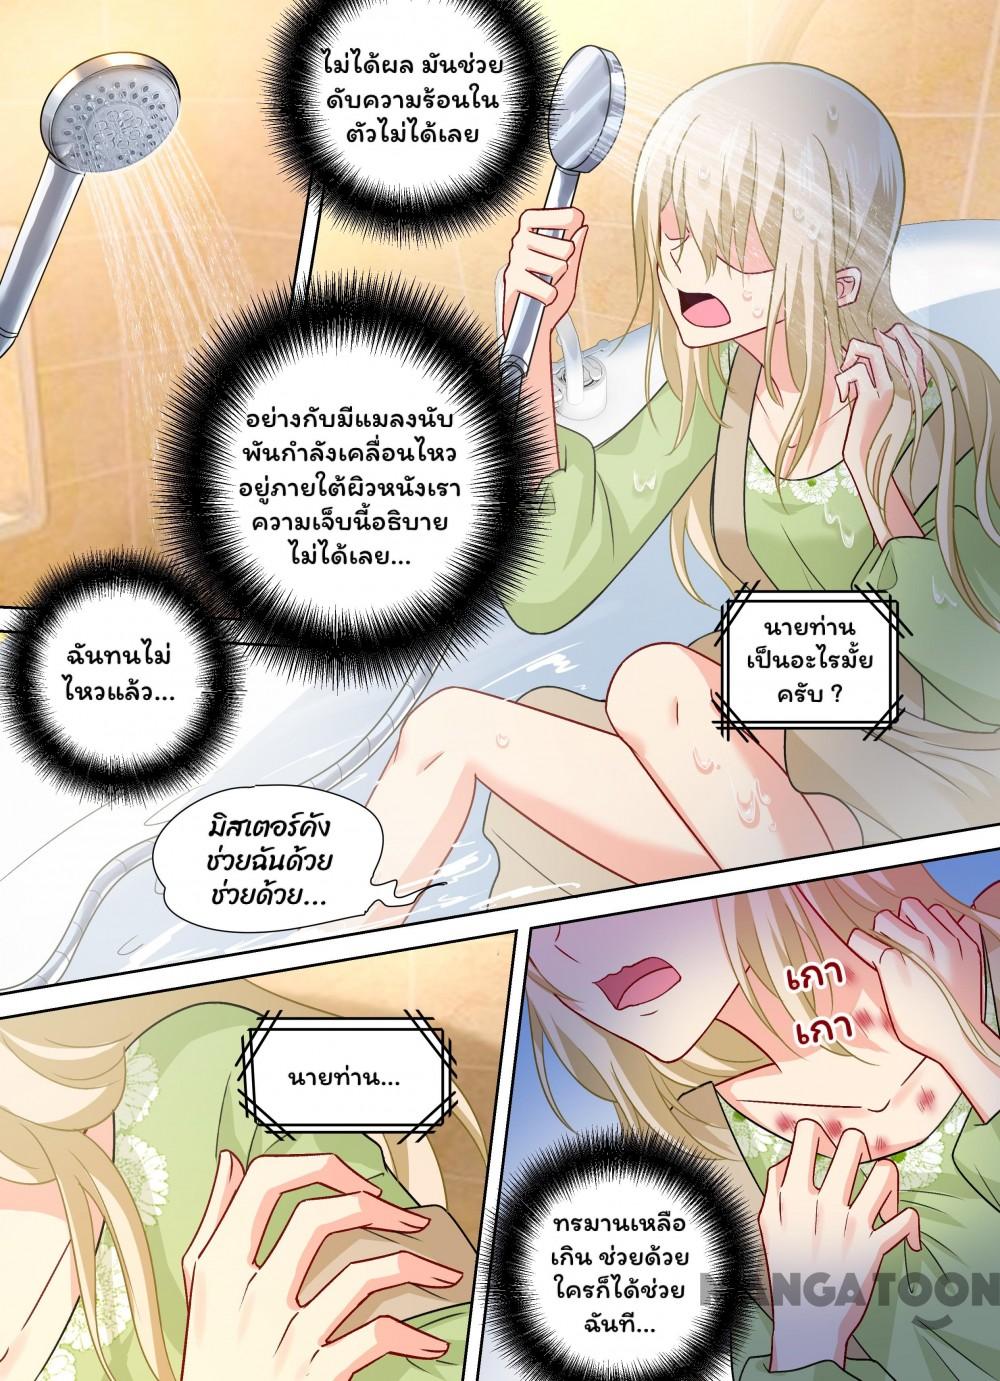 ไม่ได้ผล มันช่วย
ดับความร้อนใน
ตัวไม่ได้เลย
อย่างกับมีแมลงนับ
พันกำลังเคลื่อนไหว
อยู่ภายใต้ผิวหนังเรา
ความเจ็บนี้อธิบาย
ไม่ได้เลย...
นายท่าน
เป็นอะไรมั้ย
ครับ ?
ฉันทนไม่
ไหวแล้ว...
มิสเตอร์คัง
ช่วยฉันด้วย
ช่วยด้วย...
เกา
เกา
นายท่าน...
ทรมานเหลือ
เกิน ช่วยด้วย
ใครก็ได้ช่วย
ฉันที...
MANGATOON